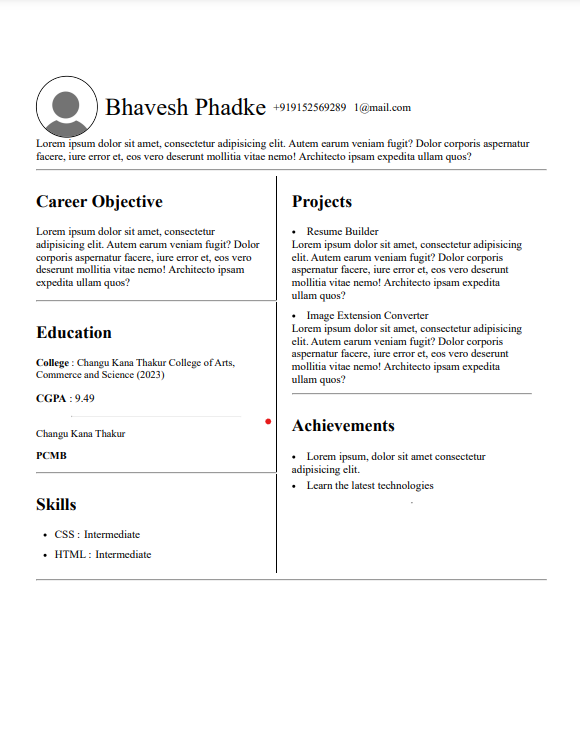 Bhavesh Phadke +919152569289 1@mail.com
Lorem ipsum dolor sit amet, consectetur adipisicing elit. Autem earum veniam fugit? Dolor corporis aspernatur
facere, iure error et, eos vero deserunt mollitia vitae nemo! Architecto ipsam expedita ullam quos?
Career Objective
Lorem ipsum dolor sit amet, consectetur
adipisicing elit. Autem earum veniam fugit? Dolor
corporis aspernatur facere, iure error et, eos vero
deserunt mollitia vitae nemo! Architecto ipsam
expedita ullam quos?
Education
College : Changu Kana Thakur College of Arts,
Commerce and Science (2023)
CGPA : 9.49
Changu Kana Thakur
PCMB
Skills
• CSS : Intermediate
• HTML : Intermediate
Projects
• Resume Builder
Lorem ipsum dolor sit amet, consectetur adipisicing
elit. Autem earum veniam fugit? Dolor corporis
aspernatur facere, iure error et, eos vero deserunt
mollitia vitae nemo! Architecto ipsam expedita
ullam quos?
• Image Extension Converter
Lorem ipsum dolor sit amet, consectetur adipisicing
elit. Autem earum veniam fugit? Dolor corporis
aspernatur facere, iure error et, eos vero deserunt
mollitia vitae nemo! Architecto ipsam expedita
ullam quos?
Achievements
• Lorem ipsum, dolor sit amet consectetur
adipisicing elit.
• Learn the latest technologies